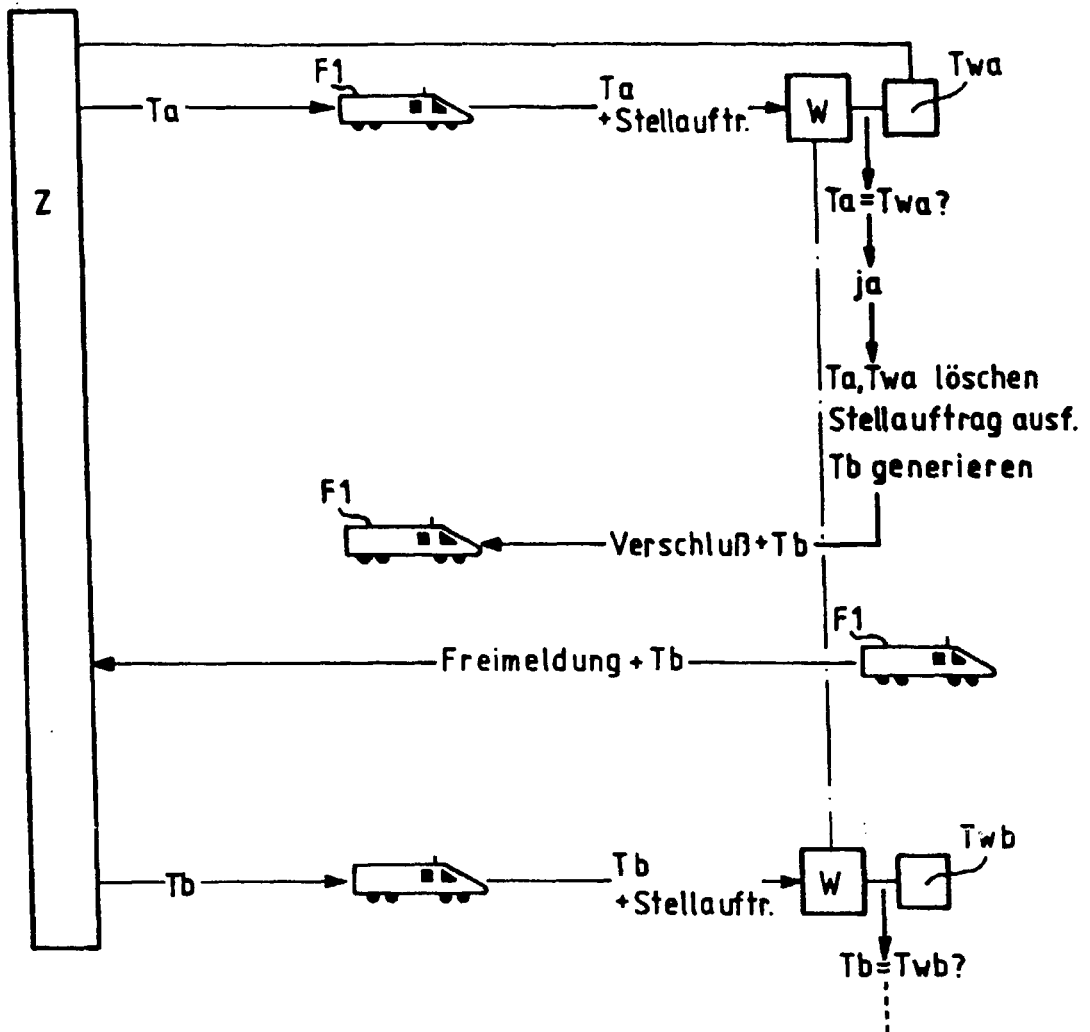 F1
Twa
Ta
Ta
+Stellauftr.
W
Z
Ta=Twa?
ja
Ta,Twa löschen
Stellauftrag ausf.
Tb generieren
F1
Verschluß+Tb
F1
Freimeldung + Tb
Twb
Tb
Tb
+Stellauftr.
W
Tb=Twb?